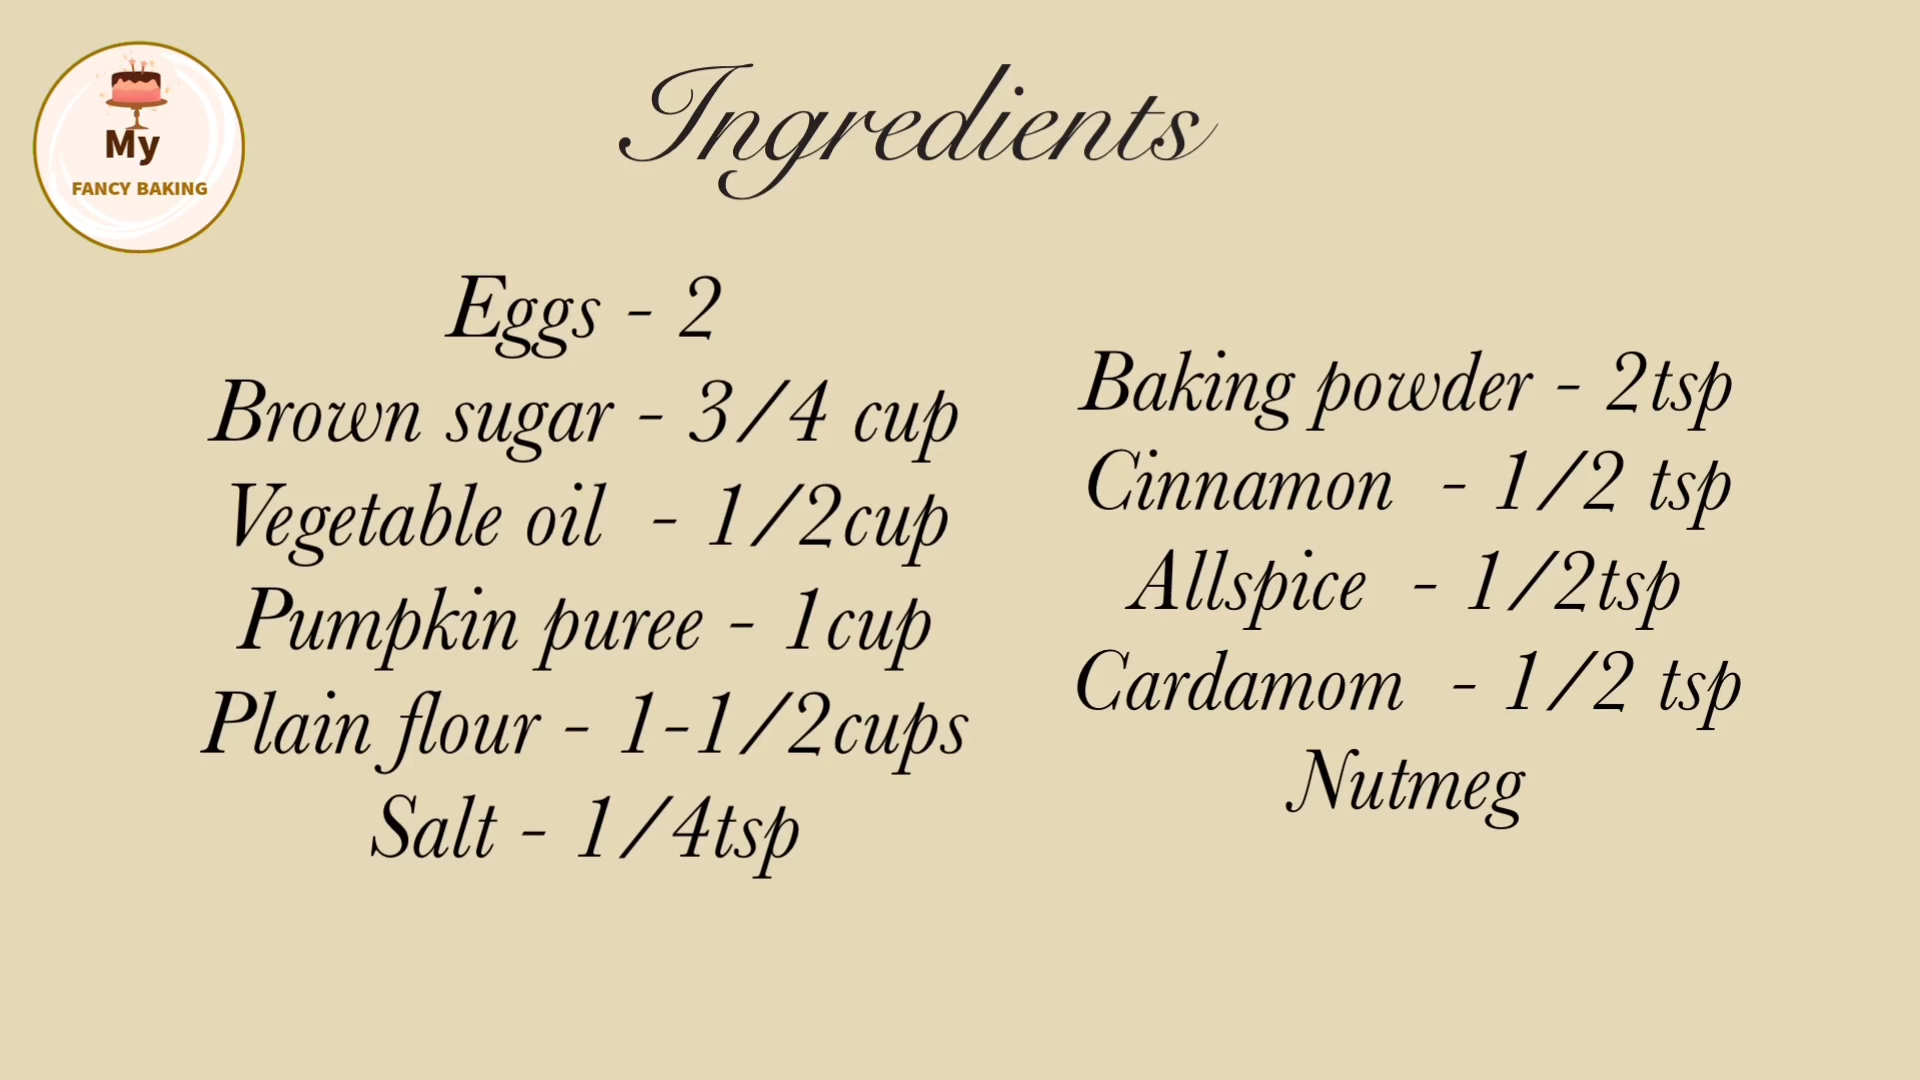 My
FANCY BAKING
Ingredients
Eggs - 2
Brown sugar - 3/4 cup
Vegetable oil - 1/2cup
Pumpkin puree - 1cup
Plain flour - 1-1/2cups
Salt - 1/4tsp
Baking powder - 2tsp
Cinnamon - 1/2 tsp
Allspice - 1/2tsp
Cardamom - 1/2 tsp
Nutmeg